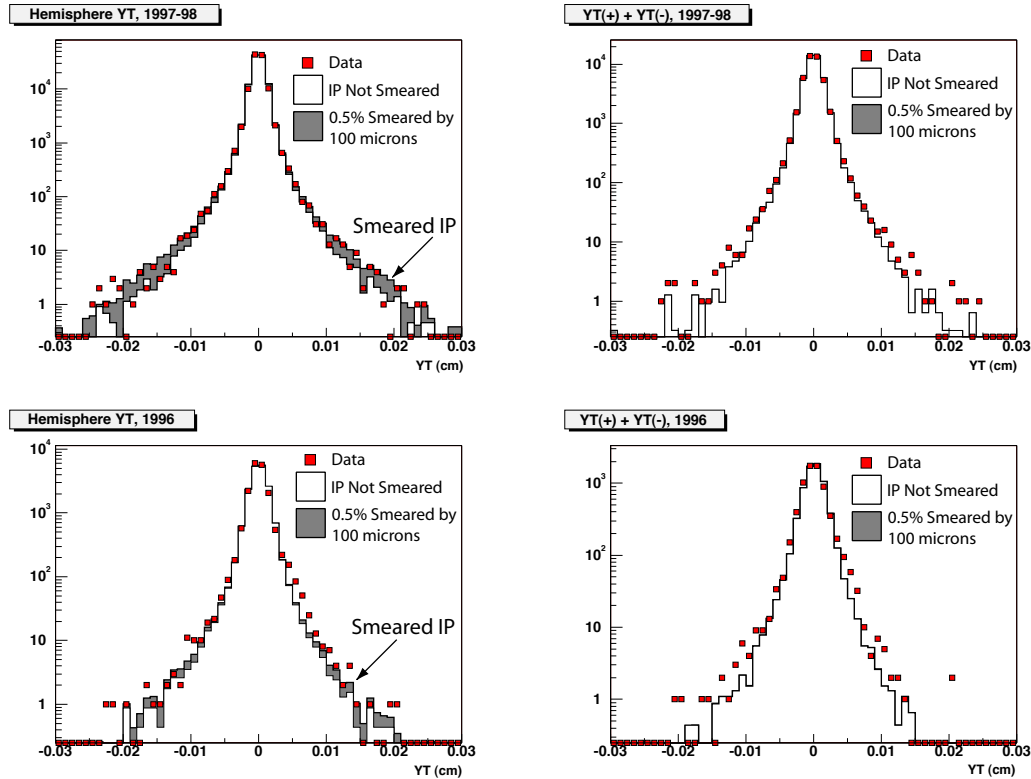 Hemisphere YT, 1997-98
10⁴
10³
10²
10
1
Data
IP Not Smeared
0.5% Smeared by
100 microns
Smeared IP
-0.03 -0.02 -0.01 0 0.01 0.02 0.03
YT (cm)
YT(+) + YT(-), 1997-98
10⁴
10³
10²
10
1
Data
IP Not Smeared
0.5% Smeared by
100 microns
-0.03 -0.02 -0.01 0 0.01 0.02 0.03
YT (cm)
Hemisphere YT, 1996
10⁴
10³
10²
10
1
Data
IP Not Smeared
0.5% Smeared by
100 microns
Smeared IP
-0.03 -0.02 -0.01 0 0.01 0.02 0.03
YT (cm)
YT(+) + YT(-), 1996
10³
10²
10
1
Data
IP Not Smeared
0.5% Smeared by
100 microns
-0.03 -0.02 -0.01 0 0.01 0.02 0.03
YT (cm)